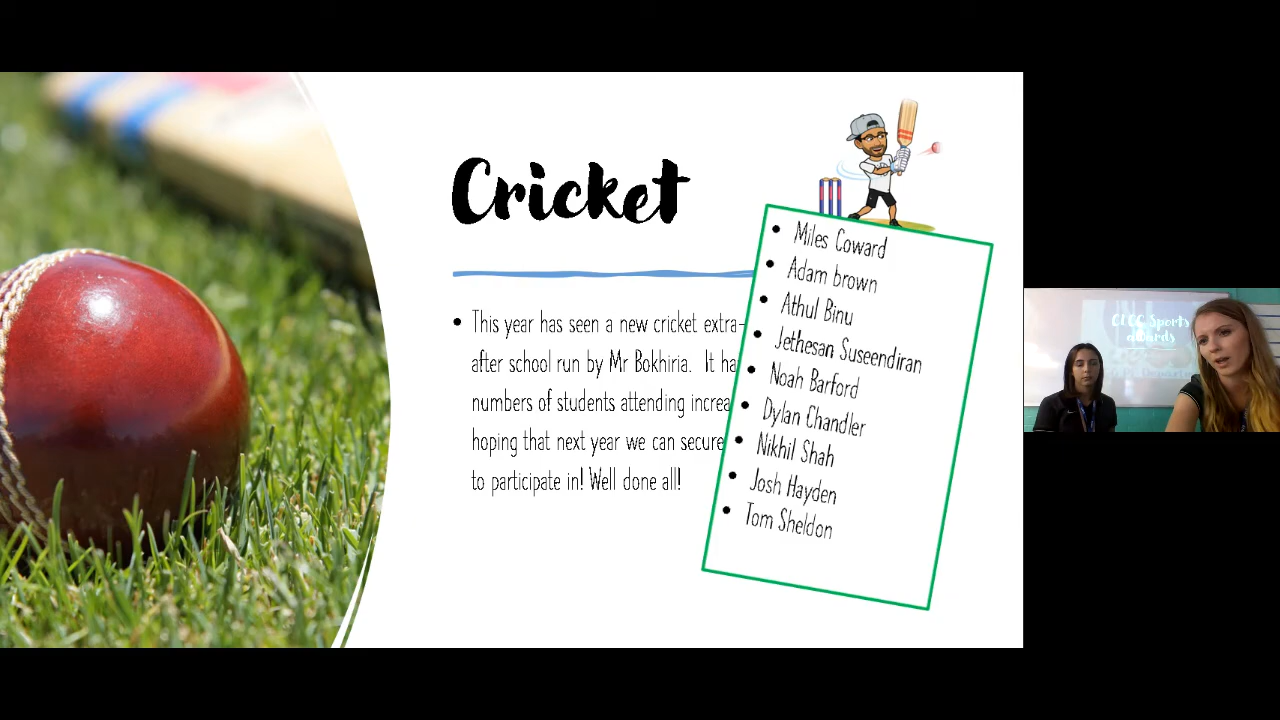 Cricket
This year has seen a new cricket extra-
after school run by Mr Bokhiria. It ha
numbers of students attending increa
hoping that next year we can secure
to participate in! Well done all!
Miles Coward
Adam brown
Athul Binu
Jethesan Suseendiran
Noah Barford
Dylan Chandler
Nikhil Shah
Josh Hayden
Tom Sheldon
Sports
awards